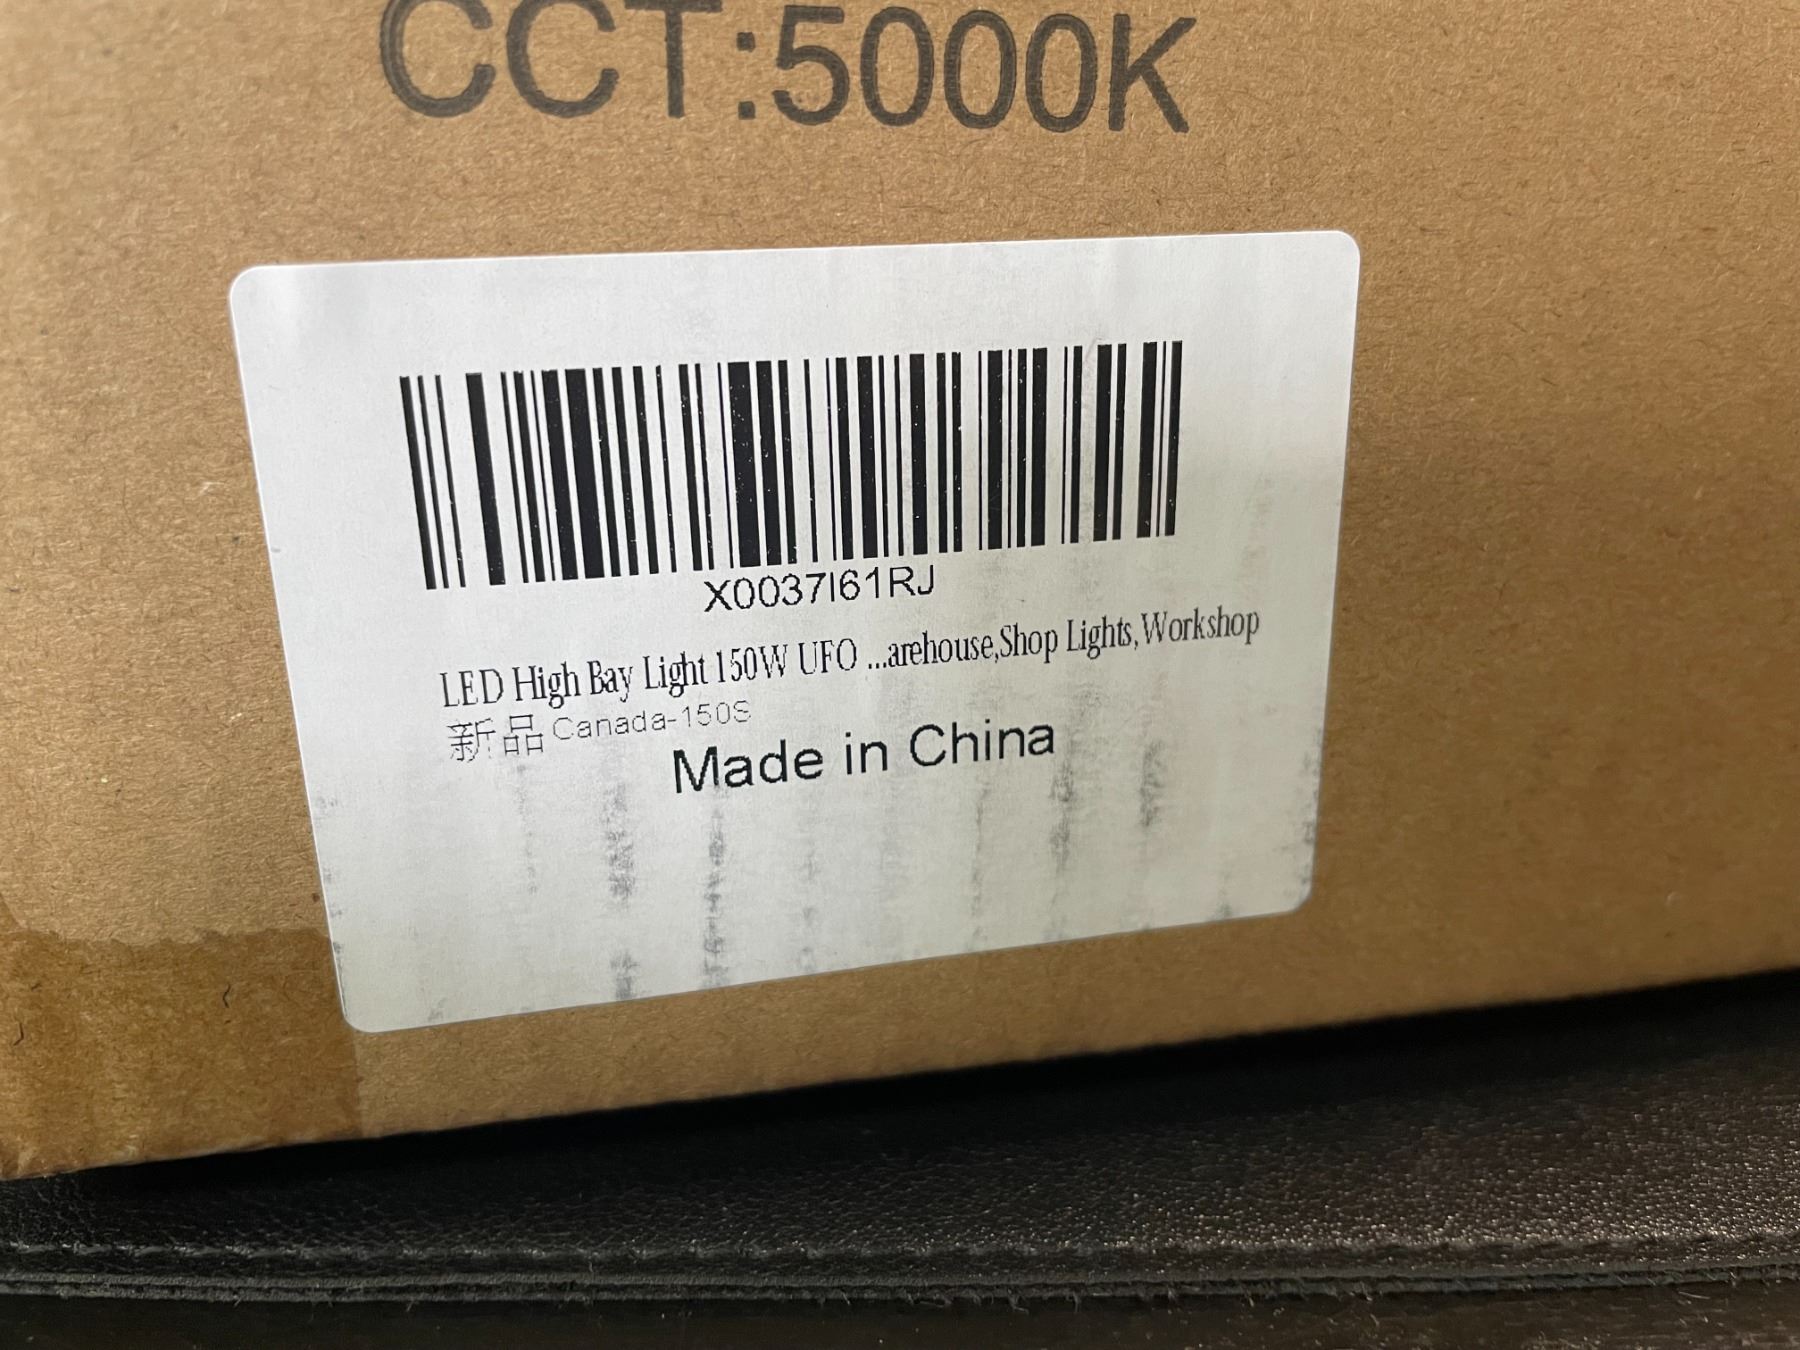 CCT:5000K
X0037I61RJ
LED High Bay Light 150W UFO ...arehouse,Shop Lights,Workshop
新品 Canada-150S
Made in China